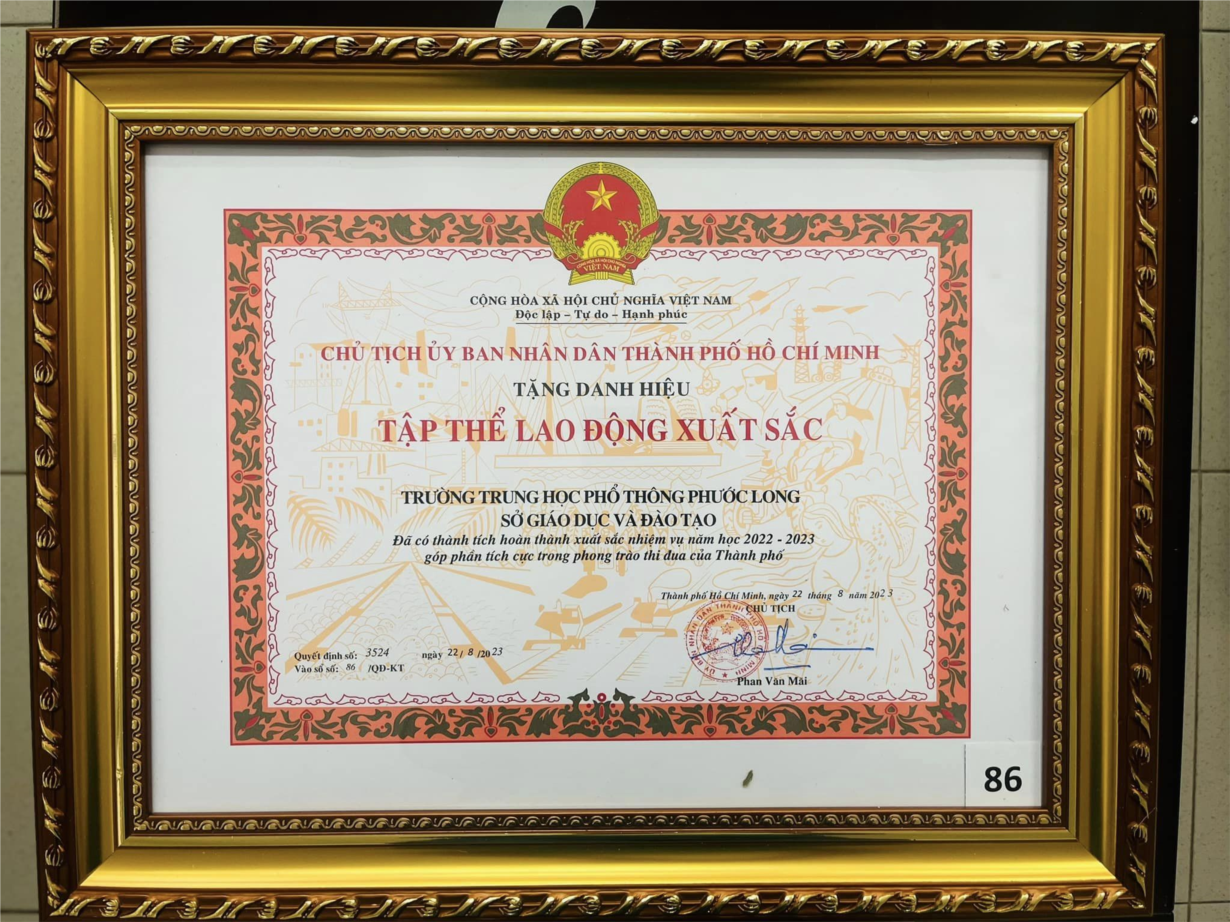 VIỆT NAM
CỘNG HÒA XÃ HỘI CHỦ NGHĨA VIỆT NAM
Độc lập - Tự do - Hạnh phúc
CHỦ TỊCH ỦY BAN NHÂN DÂN THÀNH PHỐ HỒ CHÍ MINH
TẶNG DANH HIỆU
TẬP THỂ LAO ĐỘNG XUẤT SẮC
TRƯỜNG TRUNG HỌC PHỔ THÔNG PHƯỚC LONG
SỞ GIÁO DỤC VÀ ĐÀO TẠO
Đã có thành tích hoàn thành xuất sắc nhiệm vụ năm học 2022 - 2023
góp phần tích cực trong phong trào thi đua của Thành phố
Thành phố Hồ Chí Minh, ngày 22 tháng 8 năm 2023
CHỦ TỊCH
Quyết định số: 3524 ngày 22/8/2023
Vào sổ số: 86 /QĐ-KT
Phan Văn Mãi
86